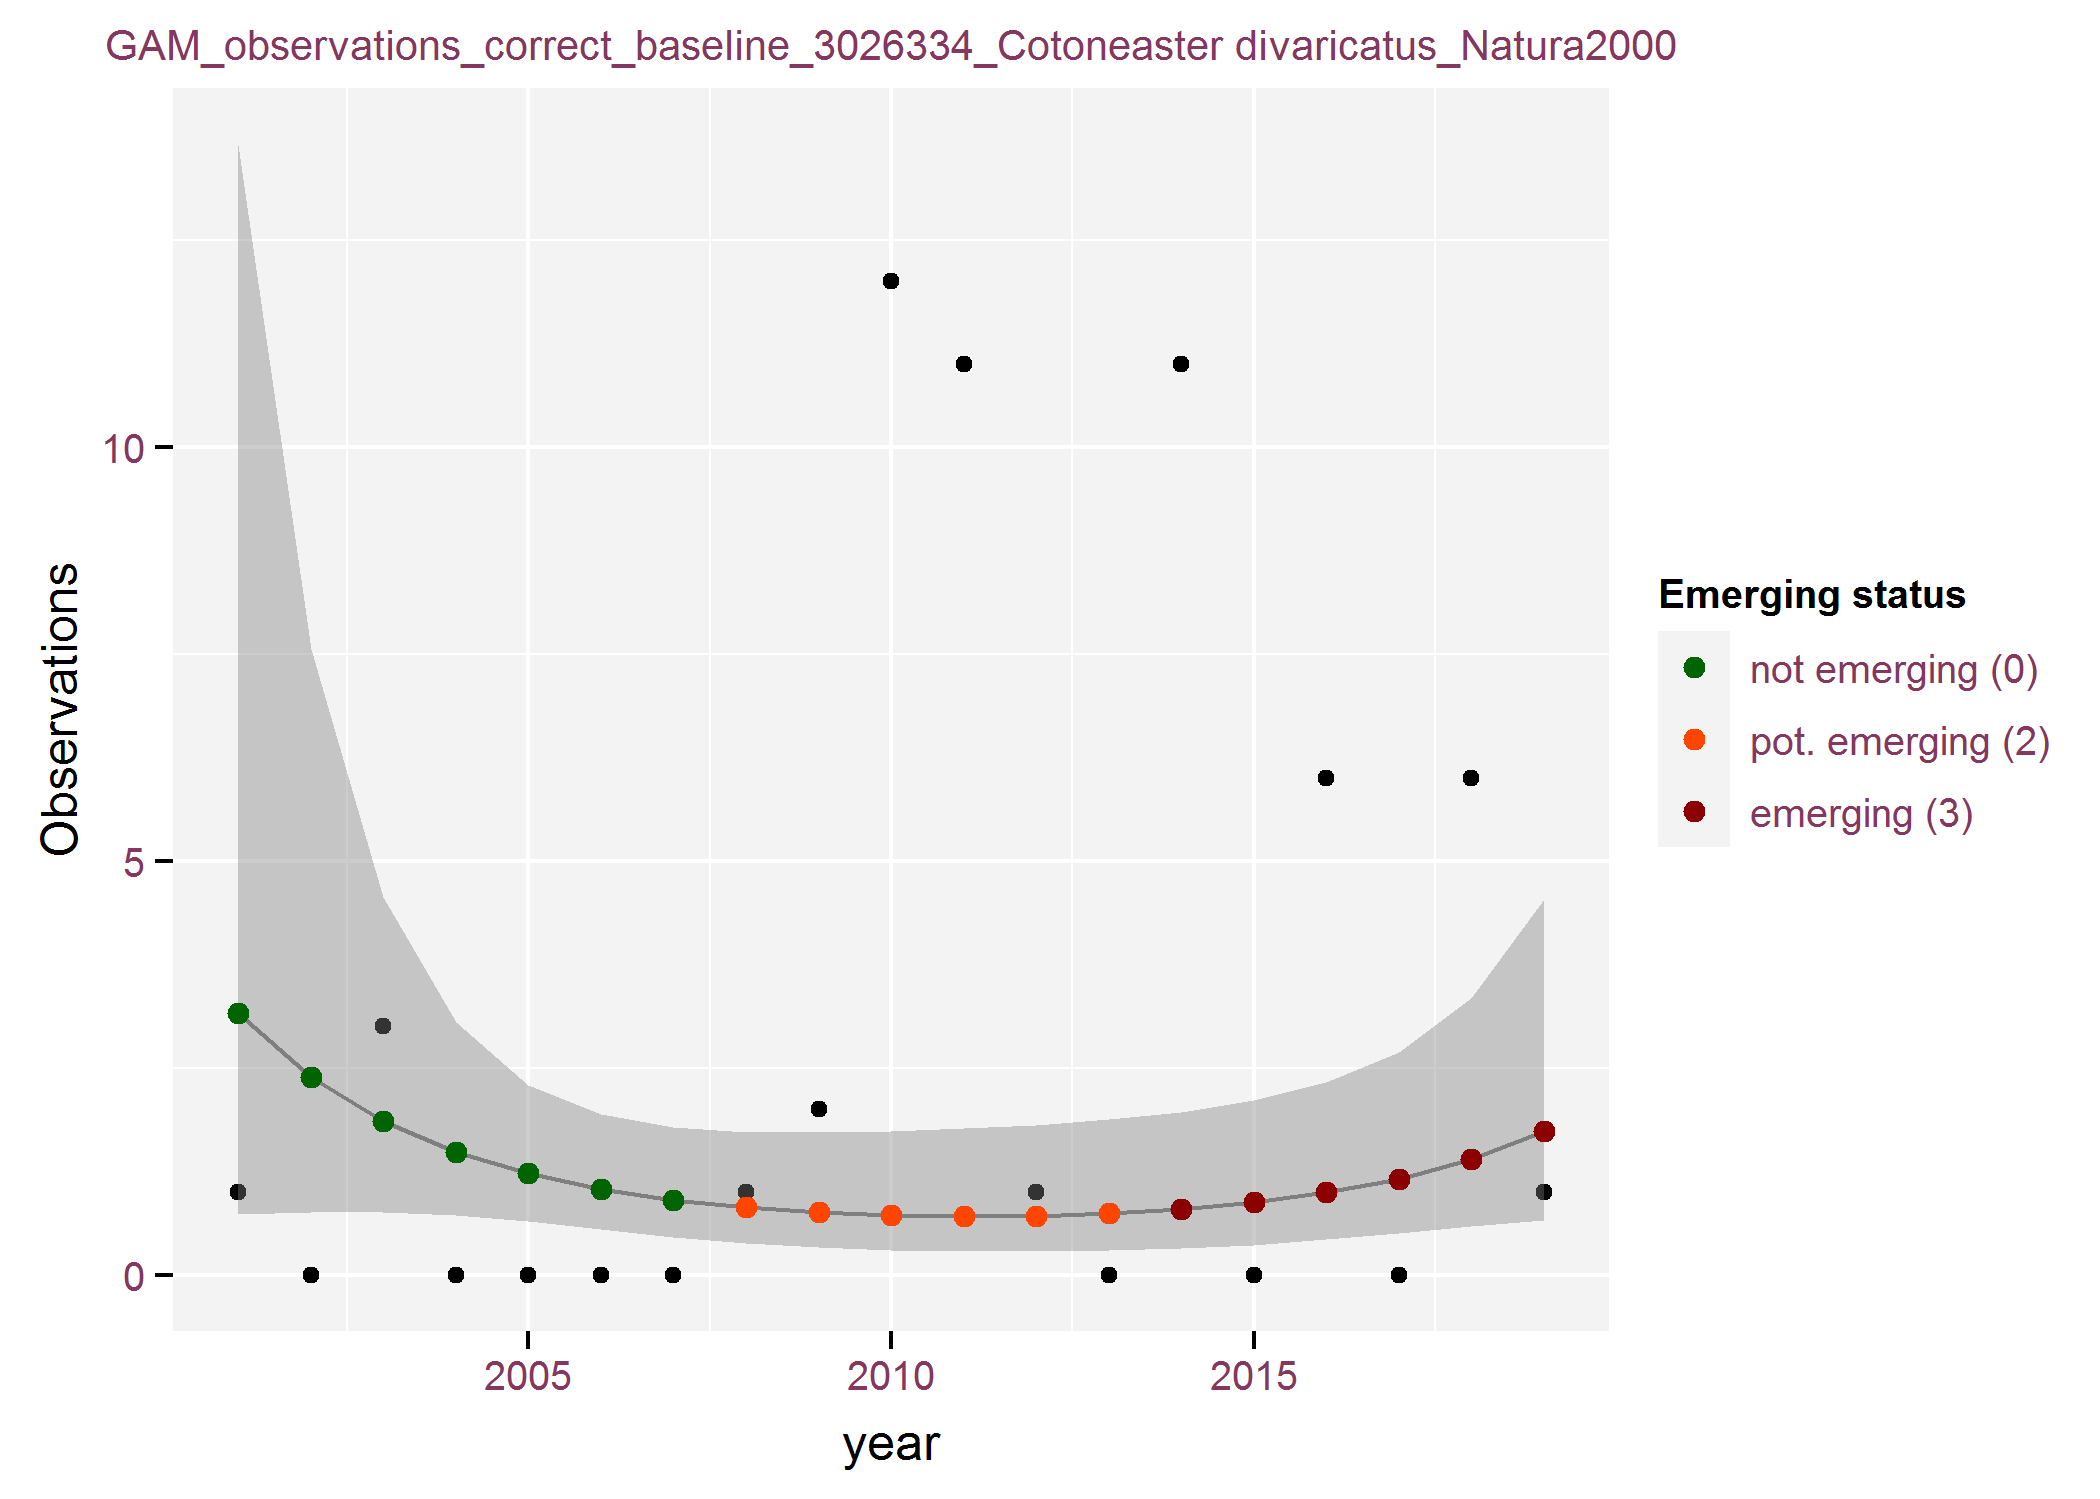 GAM_observations_correct_baseline_3026334_Cotoneaster divaricatus_Natura2000
Observations
10
5
0
2005
2010
2015
year
Emerging status
not emerging (0)
pot. emerging (2)
emerging (3)